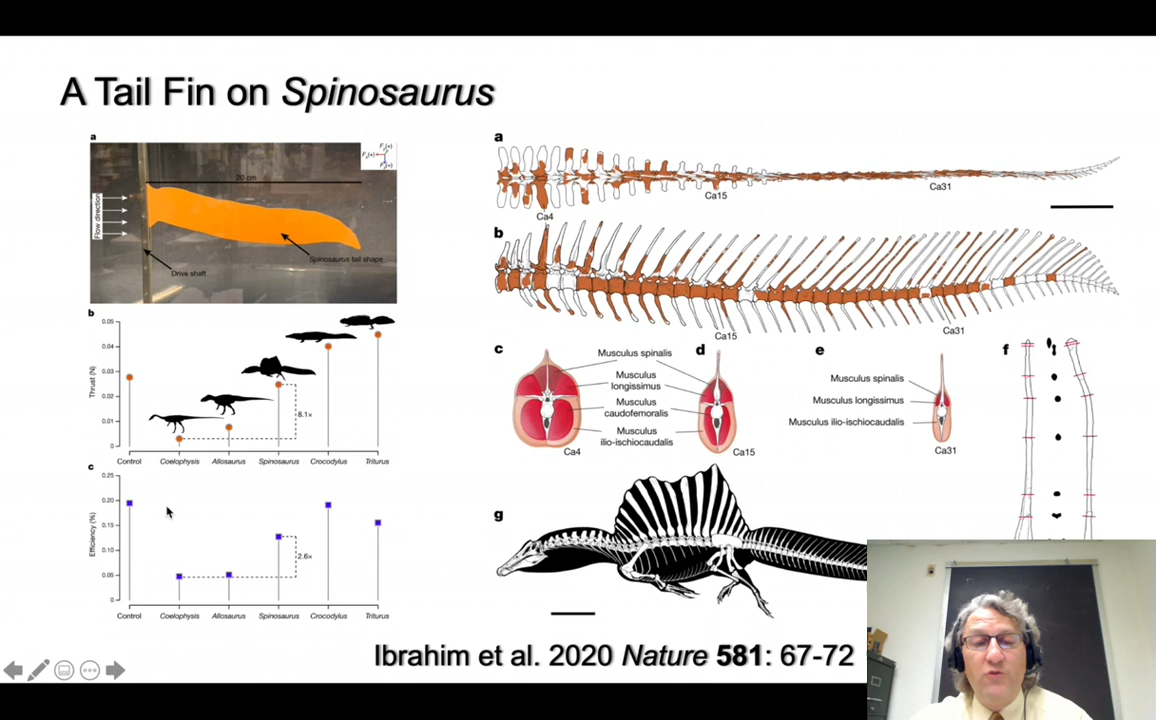 A Tail Fin on Spinosaurus
a
20 cm
Flow direction
Spinosaurus tail shape
Drive shaft
b
0.05
0.04
0.03
0.02
0.01
0
Thrust (N)
8.1×
Control
Coelophysis
Allosaurus
Spinosaurus
Crocodylus
Triturus
c
0.25
0.20
0.15
0.10
0.05
0
Efficiency (%)
2.6×
Control
Coelophysis
Allosaurus
Spinosaurus
Crocodylus
Triturus
a
Ca4
Ca15
Ca31
b
Ca15
Ca31
c
d
e
f
Musculus spinalis
Musculus
longissimus
Musculus
caudofemoralis
Musculus
ilio-ischiocaudalis
Ca4
Ca15
Musculus spinalis
Musculus longissimus
Musculus ilio-ischiocaudalis
Ca31
g
Ibrahim et al. 2020 Nature 581: 67-72